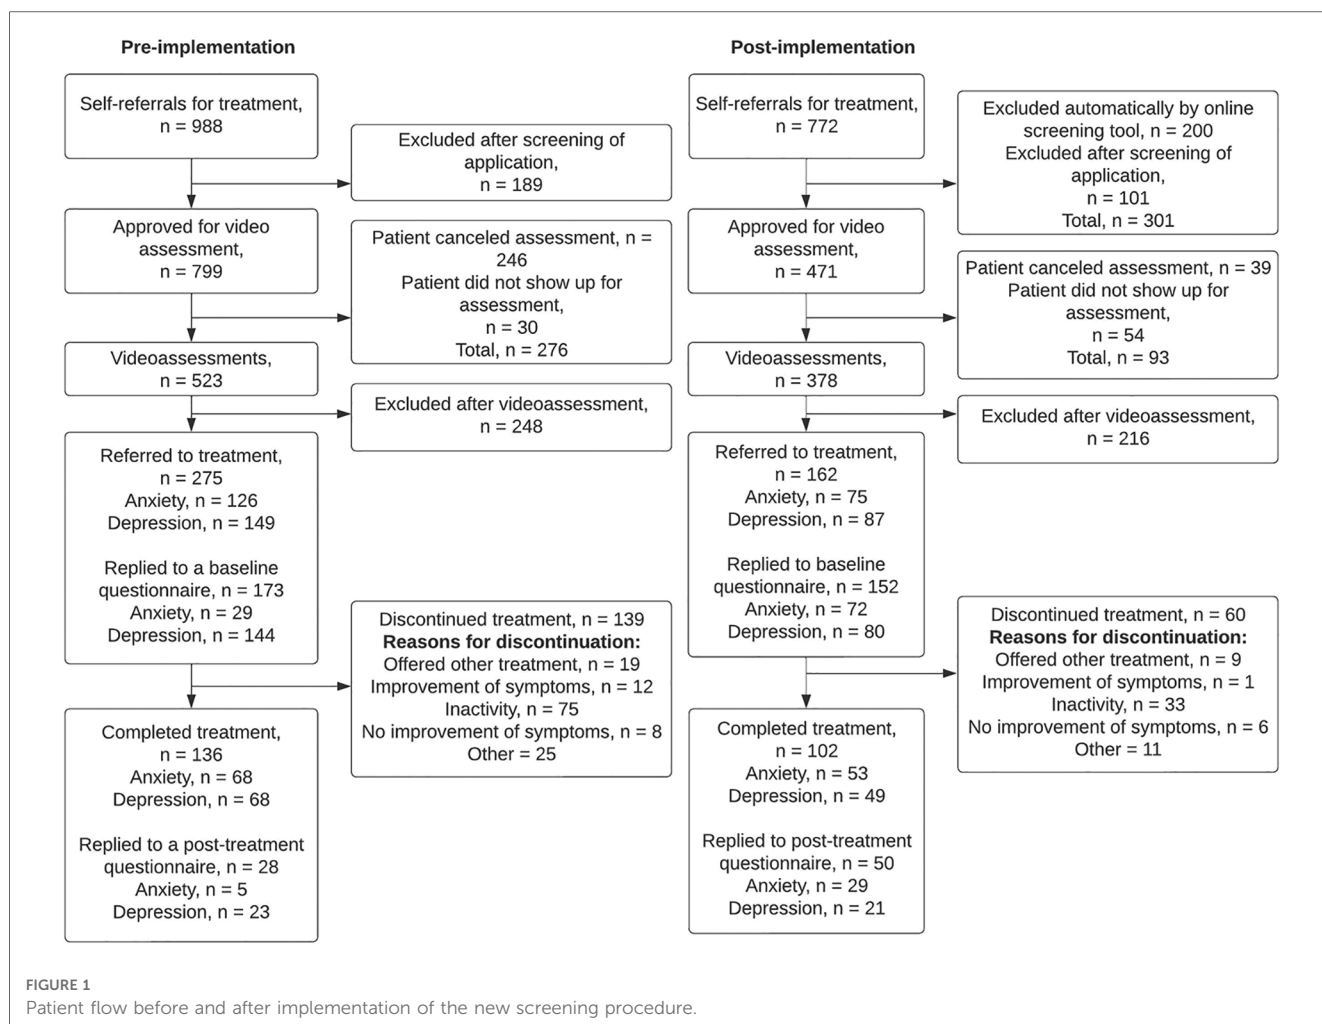 Pre-implementation
Self-referrals for treatment,
n = 988
Excluded after screening of
application,
n = 189
Approved for video
assessment,
n = 799
Patient canceled assessment, n =
246
Patient did not show up for
assessment,
n = 30
Total, n = 276
Videoassessments,
n = 523
Excluded after videoassessment,
n = 248
Referred to treatment,
n = 275
Anxiety, n = 126
Depression, n = 149
Replied to a baseline
questionnaire, n = 173
Anxiety, n = 29
Depression, n = 144
Discontinued treatment, n = 139
Reasons for discontinuation:
Offered other treatment, n = 19
Improvement of symptoms, n = 12
Inactivity, n = 75
No improvement of symptoms, n = 8
Other = 25
Completed treatment,
n = 136
Anxiety, n = 68
Depression, n = 68
Replied to a post-treatment
questionnaire, n = 28
Anxiety, n = 5
Depression, n = 23
Post-implementation
Self-referrals for treatment,
n = 772
Excluded automatically by online
screening tool, n = 200
Excluded after screening of
application,
n = 101
Total, n = 301
Approved for video
assessment,
n = 471
Patient canceled assessment, n = 39
Patient did not show up for
assessment,
n = 54
Total, n = 93
Videoassessments,
n = 378
Excluded after videoassessment,
n = 216
Referred to treatment,
n = 162
Anxiety, n = 75
Depression, n = 87
Replied to baseline
questionnaire, n = 152
Anxiety, n = 72
Depression, n = 80
Discontinued treatment, n = 60
Reasons for discontinuation:
Offered other treatment, n = 9
Improvement of symptoms, n = 1
Inactivity, n = 33
No improvement of symptoms, n = 6
Other = 11
Completed treatment,
n = 102
Anxiety, n = 53
Depression, n = 49
Replied to post-treatment
questionnaire, n = 50
Anxiety, n = 29
Depression, n = 21
FIGURE 1
Patient flow before and after implementation of the new screening procedure.